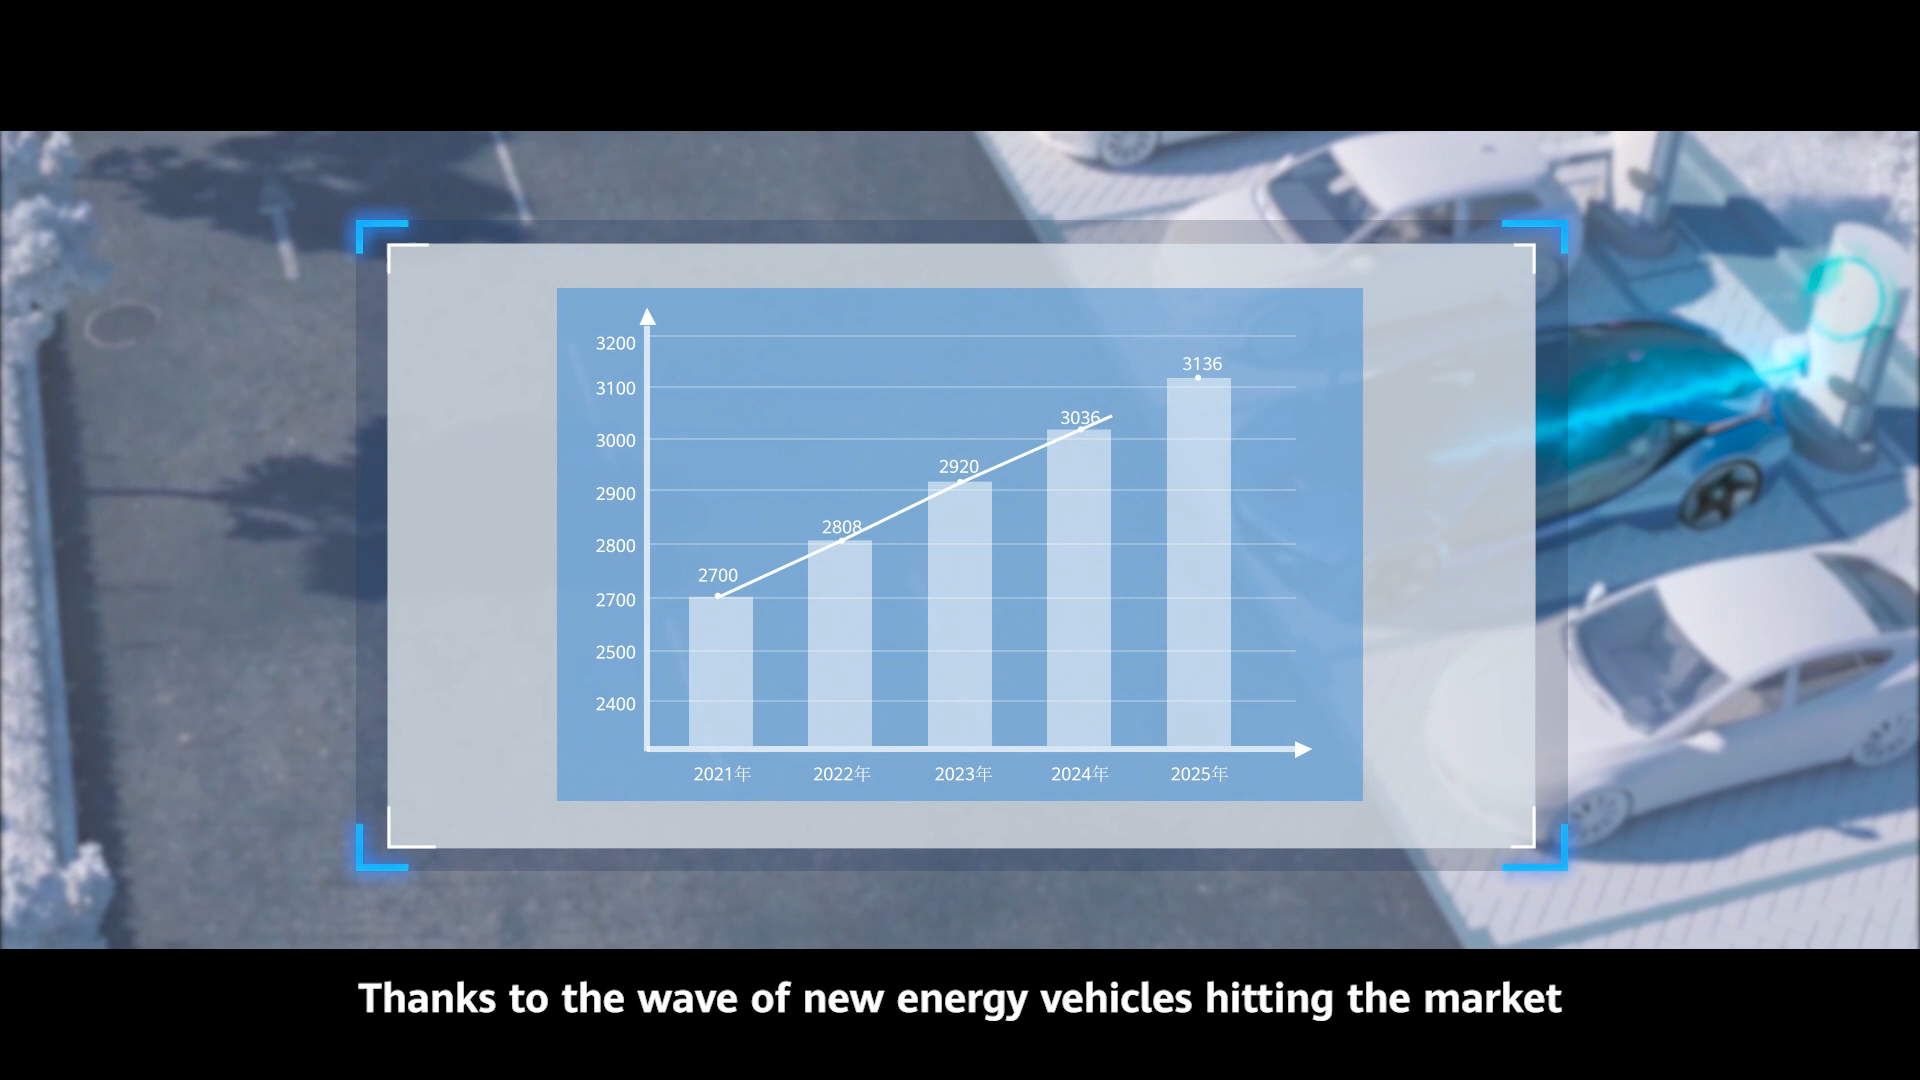 3200
3100
3000
2900
2800
2700
2500
2400
2700
2808
2920
3036
3136
2021年
2022年
2023年
2024年
2025年
Thanks to the wave of new energy vehicles hitting the market